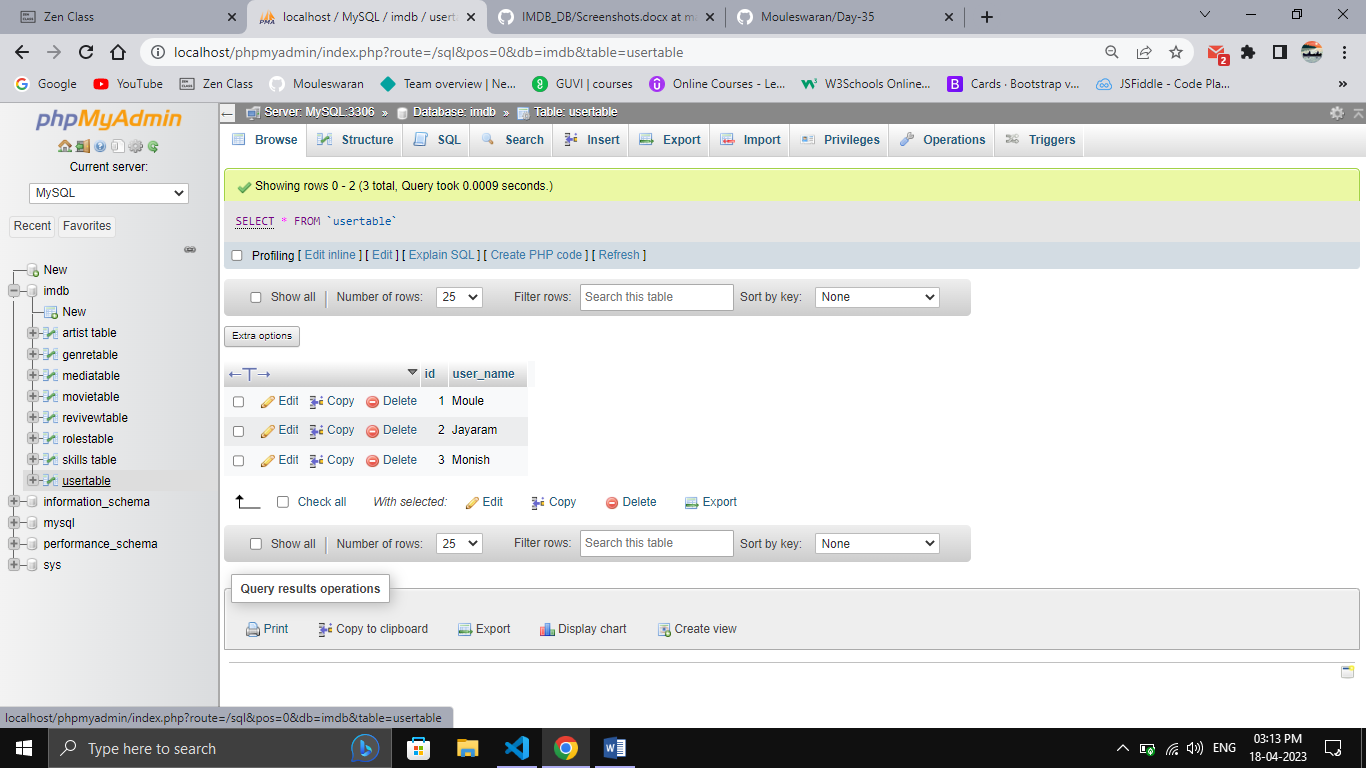 Zen Class
localhost / MySQL / imdb / usert
IMDB_DB/Screenshots.docx at ma
Mouleswaran/Day-35
localhost/phpmyadmin/index.php?route=/sql&pos=0&db=imdb&table=usertable
2
Google YouTube Zen Class Mouleswaran Team overview | Ne... GUVI | courses Online Courses - Le... W3Schools Online... Cards · Bootstrap v... JSFiddle - Code Pla... »
phpMyAdmin
Current server:
MySQL
Recent Favorites
New
imdb
New
artist table
genretable
mediatable
movietable
revivewtable
rolestable
skills table
usertable
information_schema
mysql
performance_schema
sys
Server: MySQL:3306 » Database: imdb » Table: usertable
Browse Structure SQL Search Insert Export Import Privileges Operations Triggers
Showing rows 0 - 2 (3 total, Query took 0.0009 seconds.)
SELECT * FROM `usertable`
Profiling [ Edit inline ] [ Edit ] [ Explain SQL ] [ Create PHP code ] [ Refresh ]
Show all Number of rows: 25 Filter rows: Search this table Sort by key: None
Extra options
←T→ id user_name
Edit Copy Delete 1 Moule
Edit Copy Delete 2 Jayaram
Edit Copy Delete 3 Monish
Check all With selected: Edit Copy Delete Export
Show all Number of rows: 25 Filter rows: Search this table Sort by key: None
Query results operations
Print Copy to clipboard Export Display chart Create view
localhost/phpmyadmin/index.php?route=/sql&pos=0&db=imdb&table=usertable
Type here to search
ENG
03:13 PM
18-04-2023